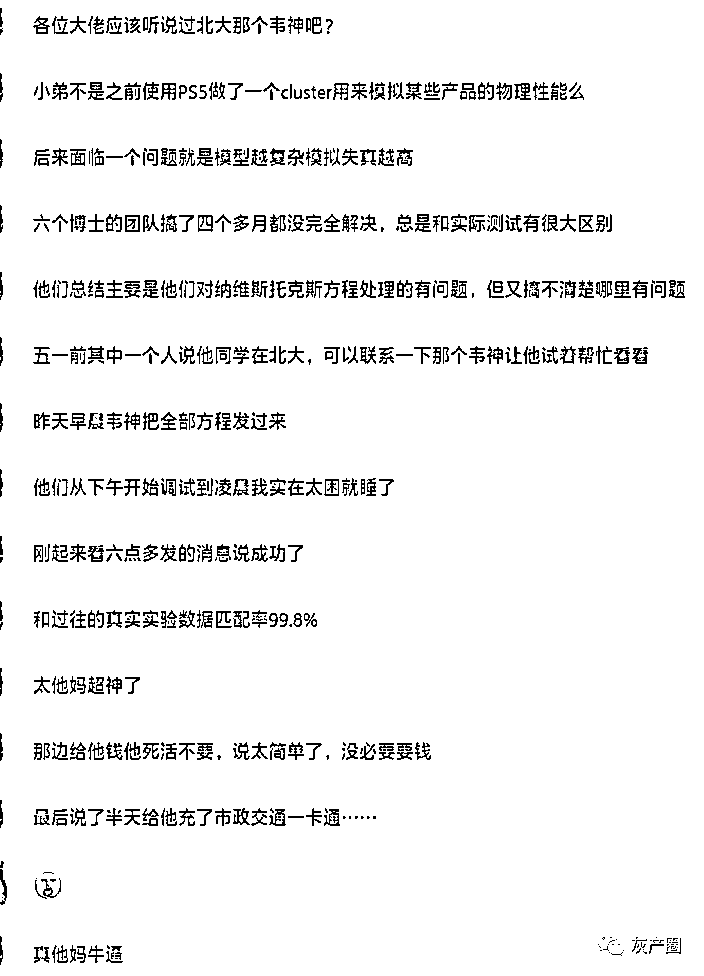 各位大佬应该听说过北大那个韦神吧？
小弟不是之前使用PS5做了一个cluster用来模拟某些产品的物理性能么
后来面临一个问题就是模型越复杂模拟失真越高
六个博士的团队搞了四个多月都没完全解决，总是和实际测试有很大区别
他们总结主要是他们对纳维斯托克斯方程处理的有问题，但又搞不清楚哪里有问题
五一前其中一个人说他同学在北大，可以联系一下那个韦神让他试着帮忙看看
昨天早晨韦神把全部方程发过来
他们从下午开始调试到凌晨我实在太困就睡了
刚起来看六点多发的消息说成功了
和过往的真实实验数据匹配率99.8%
太他妈超神了
那边给他钱他死活不要，说太简单了，没必要要钱
最后说了半天给他充了市政交通一卡通……
真他妈牛逼
灰产圈